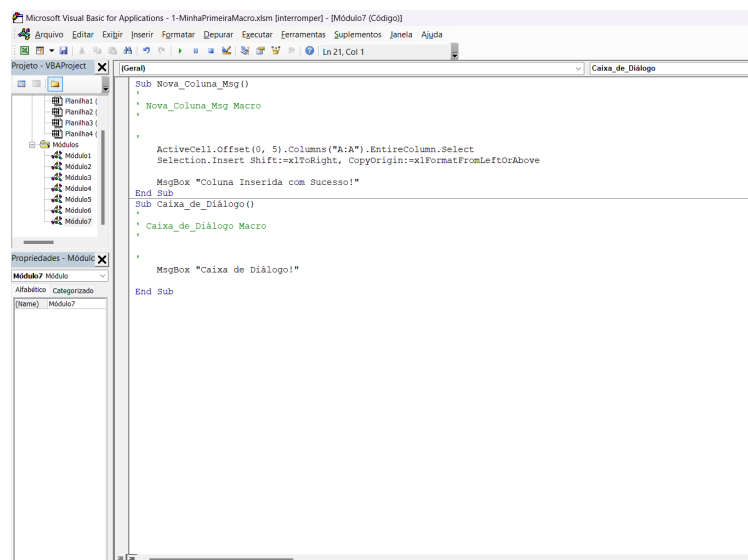 Microsoft Visual Basic for Applications - 1-MinhaPrimeiraMacro.xlsm [interromper] - [Módulo7 (Código)]
Arquivo Editar Exibir Inserir Formatar Depurar Executar Ferramentas Suplementos Janela Ajuda
Ln 21, Col 1
Projeto - VBAProject
Planilha1 (
Planilha2 (
Planilha3 (
Planilha4 (
Módulos
Módulo1
Módulo2
Módulo3
Módulo4
Módulo5
Módulo6
Módulo7
Propriedades - Módulo
Módulo7 Módulo
Alfabético Categorizado
(Name) Módulo7
(Geral) Caixa_de_Diálogo
Sub Nova_Coluna_Msg()
'
' Nova_Coluna_Msg Macro
'
'
ActiveCell.Offset(0, 5).Columns("A:A").EntireColumn.Select
Selection.Insert Shift:=xlToRight, CopyOrigin:=xlFormatFromLeftOrAbove
MsgBox "Coluna Inserida com Sucesso!"
End Sub
Sub Caixa_de_Diálogo()
'
' Caixa_de_Diálogo Macro
'
'
MsgBox "Caixa de Diálogo!"
End Sub